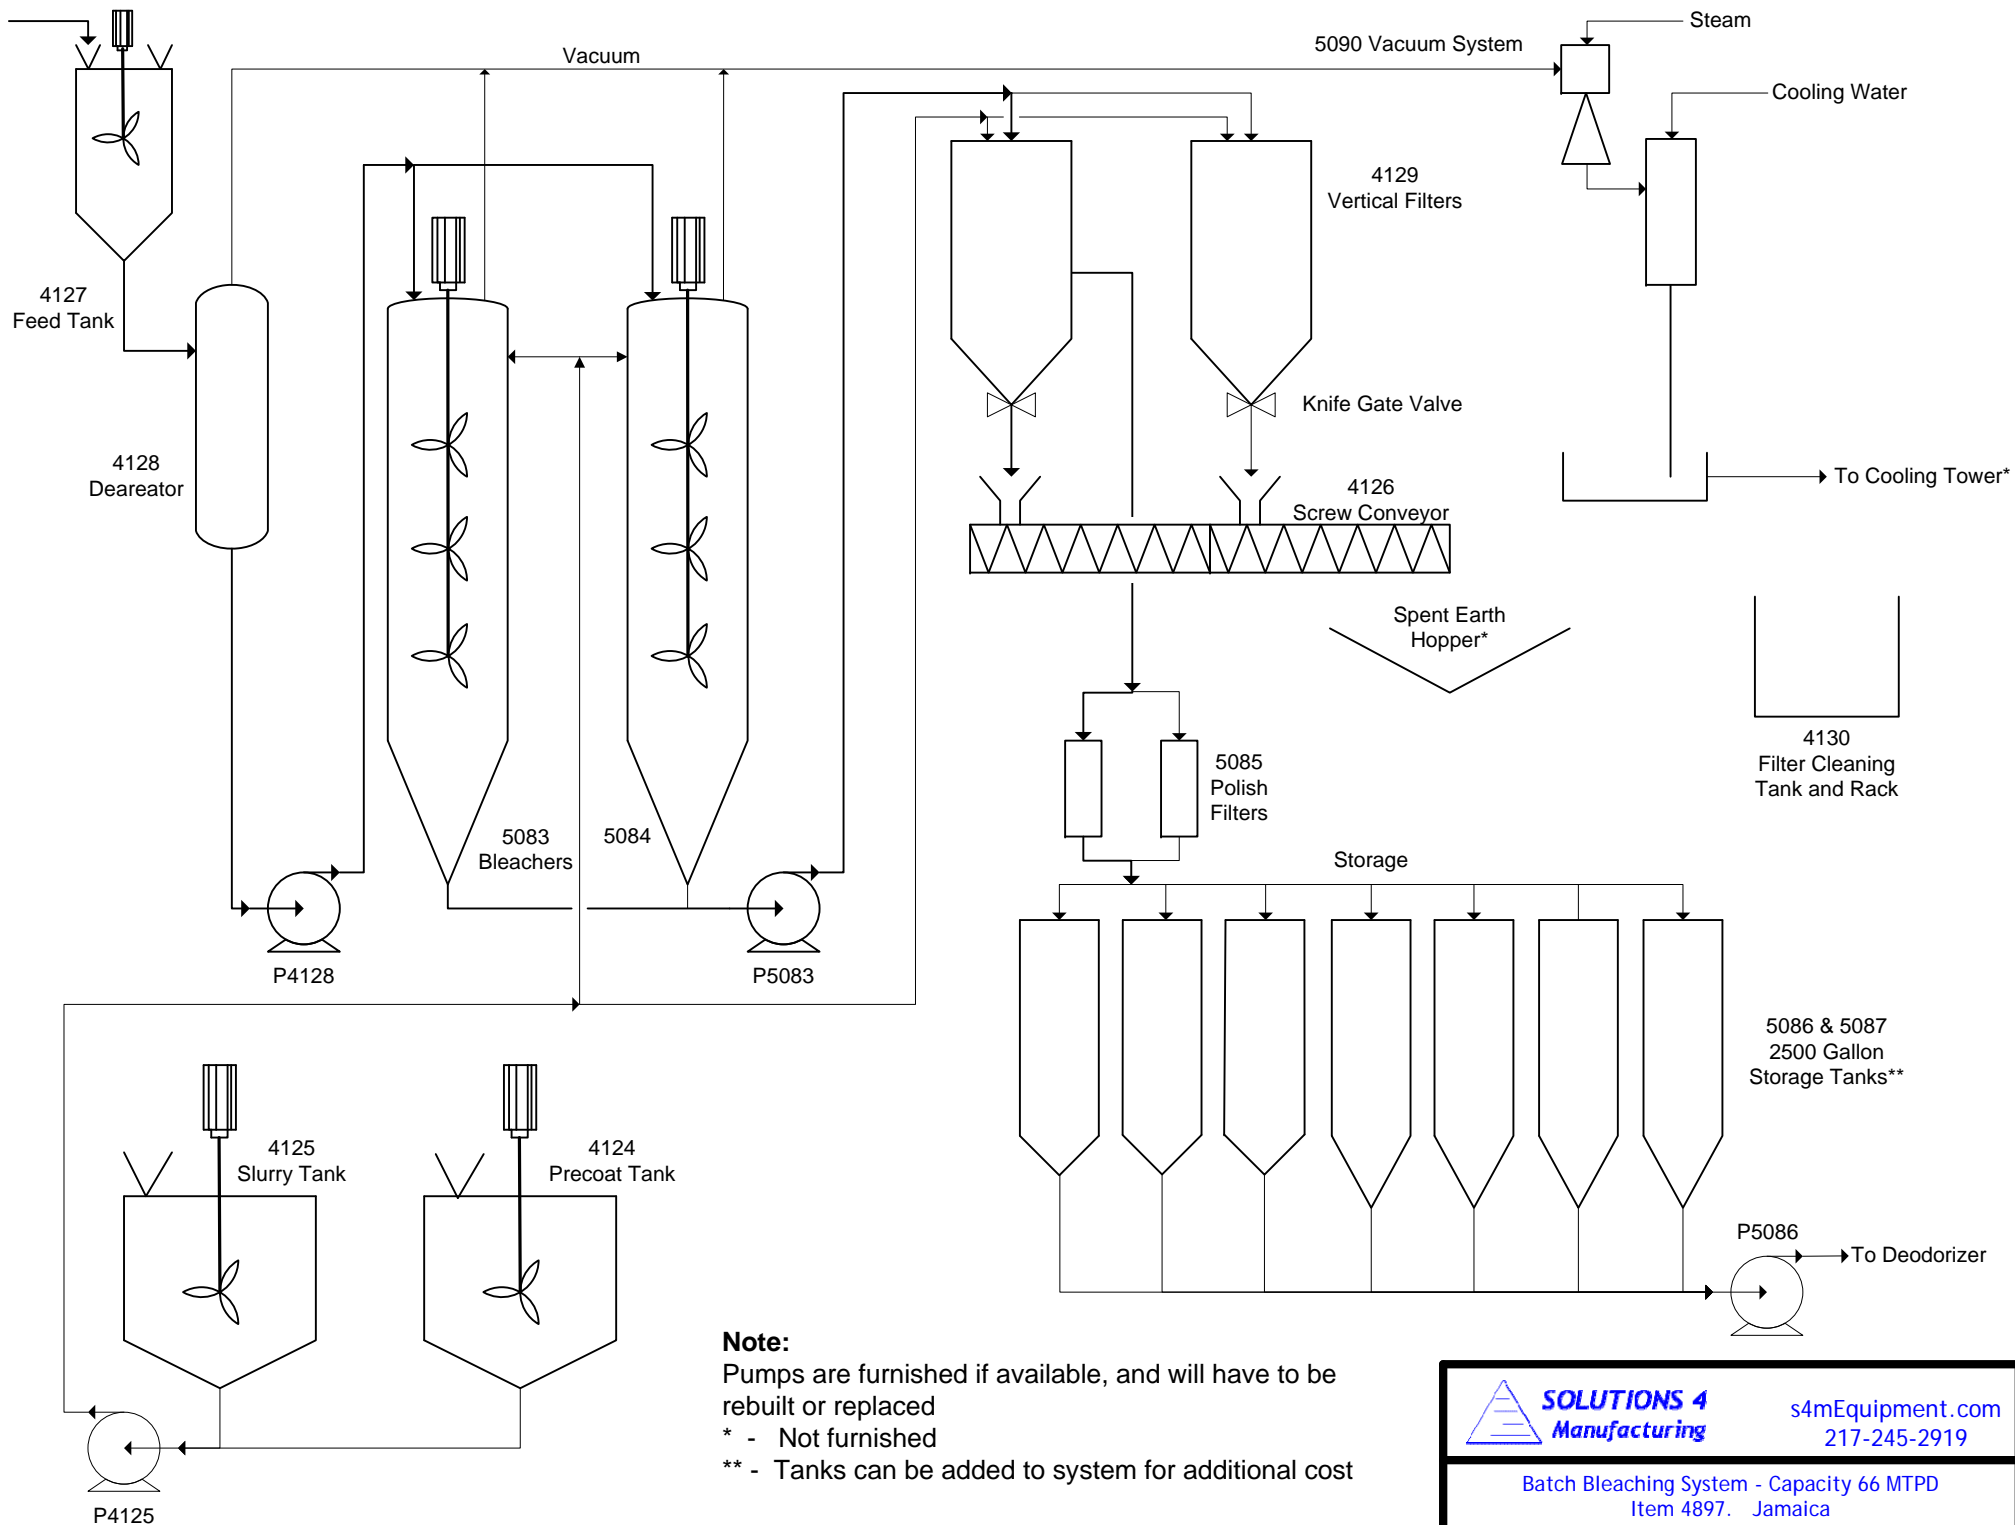 Steam
5090 Vacuum System
Vacuum
Cooling Water
4129
Vertical Filters
4127
Feed Tank
Knife Gate Valve
4128
Deareator
4126
Screw Conveyor
To Cooling Tower*
Spent Earth
Hopper*
4130
Filter Cleaning
Tank and Rack
5085
Polish
Filters
5083
Bleachers
5084
Storage
P4128
P5083
5086 & 5087
2500 Gallon
Storage Tanks**
4125
Slurry Tank
4124
Precoat Tank
P5086
To Deodorizer
Note:
Pumps are furnished if available, and will have to be
rebuilt or replaced
* - Not furnished
** - Tanks can be added to system for additional cost
P4125
SOLUTIONS 4
Manufacturing
s4mEquipment.com
217-245-2919
Batch Bleaching System - Capacity 66 MTPD
Item 4897. Jamaica